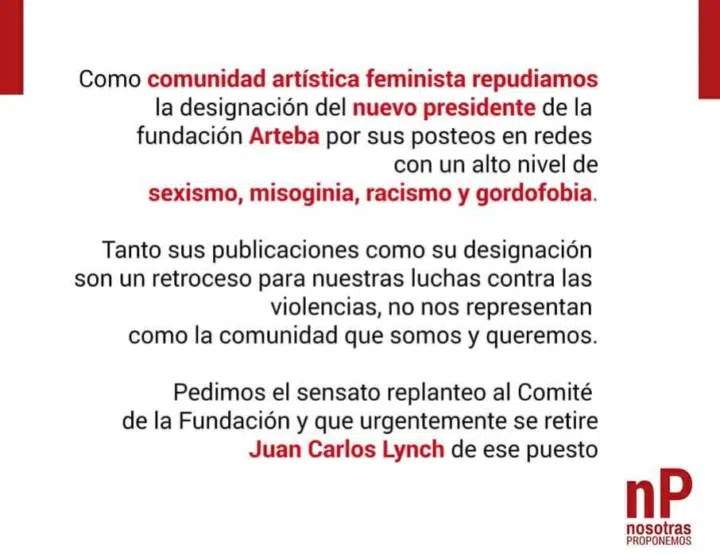 Como comunidad artística feminista repudiamos
la designación del nuevo presidente de la
fundación Arteba por sus posteos en redes
con un alto nivel de
sexismo, misoginia, racismo y gordofobia.
Tanto sus publicaciones como su designación
son un retroceso para nuestras luchas contra las
violencias, no nos representan
como la comunidad que somos y queremos.
Pedimos el sensato replanteo al Comité
de la Fundación y que urgentemente se retire
Juan Carlos Lynch de ese puesto
nP
nosotras
PROPONEMOS